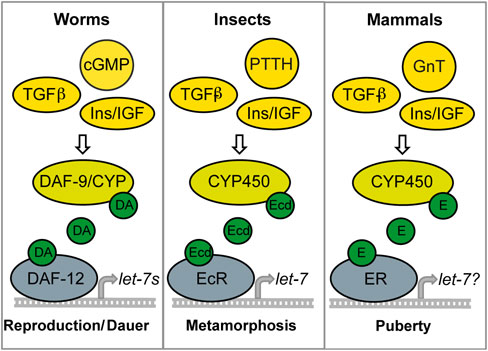 Worms
cGMP
TGFβ
Ins/IGF
DAF-9/CYP
DA
DA
DA
DAF-12
let-7s
Reproduction/Dauer
Insects
PTTH
TGFβ
Ins/IGF
CYP450
Ecd
Ecd
Ecd
EcR
let-7
Metamorphosis
Mammals
GnT
TGFβ
Ins/IGF
CYP450
E
E
E
ER
let-7?
Puberty